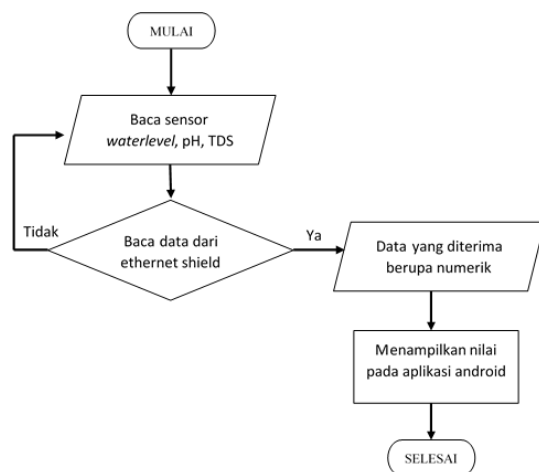 MULAI
Baca sensor
waterlevel, pH, TDS
Tidak
Baca data dari
ethernet shield
Ya
Data yang diterima
berupa numerik
Menampilkan nilai
pada aplikasi android
SELESAI